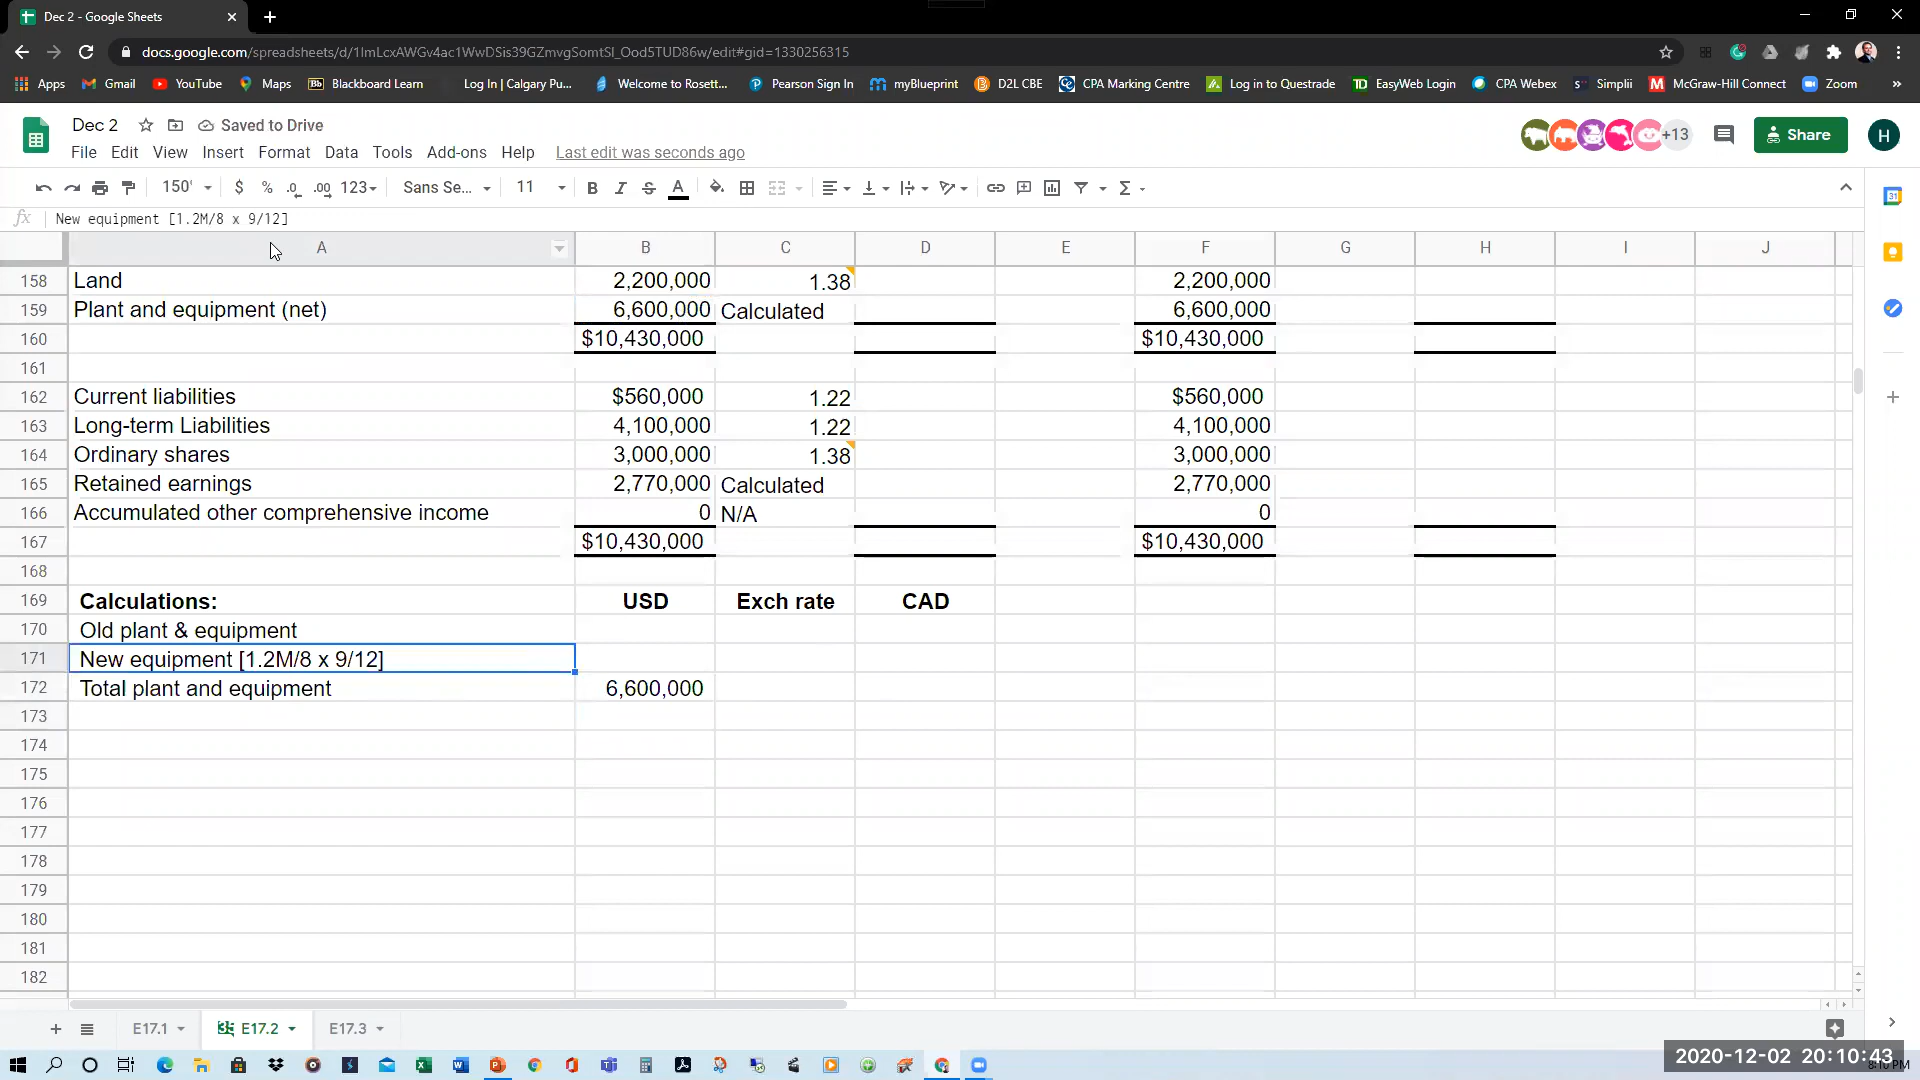 Dec 2 - Google Sheets
docs.google.com/spreadsheets/d/1ImLcxAWGv4ac1WwDSis39GZmvgSomtSl_Ood5TUD86w/edit#gid=1330256315
Apps Gmail YouTube Maps Blackboard Learn Log In | Calgary Pu... Welcome to Rosett... Pearson Sign In myBlueprint D2L CBE CPA Marking Centre Log in to Questrade EasyWeb Login CPA Webex Simplii McGraw-Hill Connect Zoom »
Dec 2 Saved to Drive
+13 Share H
File Edit View Insert Format Data Tools Add-ons Help Last edit was seconds ago
150% $ % .0 .00 123 Sans Se... 11 B I S A
fx New equipment [1.2M/8 x 9/12]
A B C D E F G H I J
158 Land 2,200,000 1.38 2,200,000
159 Plant and equipment (net) 6,600,000 Calculated 6,600,000
160 $10,430,000 $10,430,000
161
162 Current liabilities $560,000 1.22 $560,000
163 Long-term Liabilities 4,100,000 1.22 4,100,000
164 Ordinary shares 3,000,000 1.38 3,000,000
165 Retained earnings 2,770,000 Calculated 2,770,000
166 Accumulated other comprehensive income 0 N/A 0
167 $10,430,000 $10,430,000
168
169 Calculations: USD Exch rate CAD
170 Old plant & equipment
171 New equipment [1.2M/8 x 9/12]
172 Total plant and equipment 6,600,000
173
174
175
176
177
178
179
180
181
182
E17.1 E17.2 E17.3
2020-12-02 20:10:43